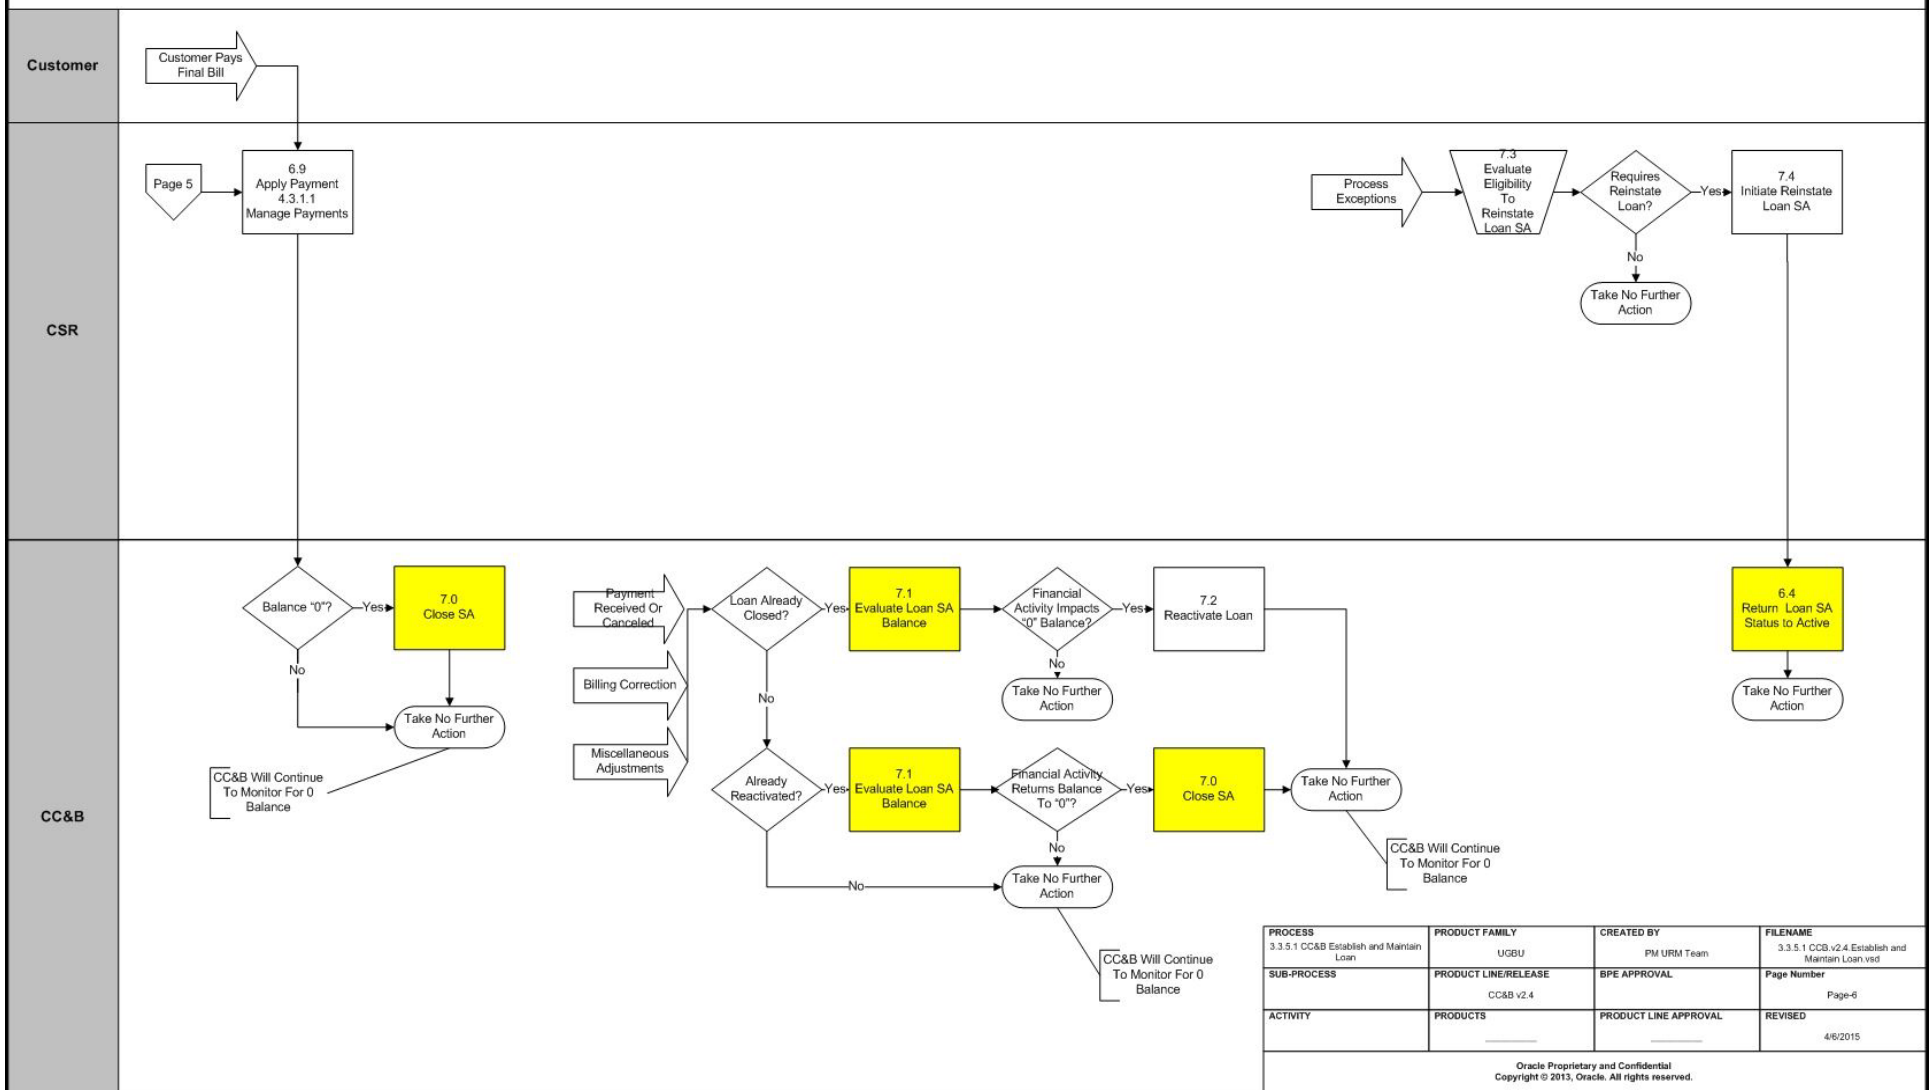 Customer
Customer Pays
Final Bill
CSR
Page 5
6.9
Apply Payment
4.3.1.1
Manage Payments
Process
Exceptions
7.3
Evaluate
Eligibility
To
Reinstate
Loan SA
Requires
Reinstate
Loan?
Yes
7.4
Initiate Reinstate
Loan SA
No
Take No Further
Action
CC&B
Balance “0”?
Yes
7.0
Close SA
No
Take No Further
Action
CC&B Will Continue
To Monitor For 0
Balance
Payment
Received Or
Canceled
Billing Correction
Miscellaneous
Adjustments
Loan Already
Closed?
Yes
7.1
Evaluate Loan SA
Balance
Financial
Activity Impacts
“0” Balance?
Yes
7.2
Reactivate Loan
No
Take No Further
Action
No
Already
Reactivated?
Yes
7.1
Evaluate Loan SA
Balance
Financial Activity
Returns Balance
To “0”?
Yes
7.0
Close SA
Take No Further
Action
CC&B Will Continue
To Monitor For 0
Balance
No
No
Take No Further
Action
CC&B Will Continue
To Monitor For 0
Balance
6.4
Return Loan SA
Status to Active
Take No Further
Action
PROCESS
3.3.5.1 CC&B Establish and Maintain
Loan
PRODUCT FAMILY
UGBU
CREATED BY
PM URM Team
FILENAME
3.3.5.1 CCB.v2.4.Establish and
Maintain Loan.vsd
SUB-PROCESS
PRODUCT LINE/RELEASE
CC&B v2.4
BPE APPROVAL
Page Number
Page-6
ACTIVITY
PRODUCTS
PRODUCT LINE APPROVAL
REVISED
4/6/2015
Oracle Proprietary and Confidential
Copyright © 2013, Oracle. All rights reserved.